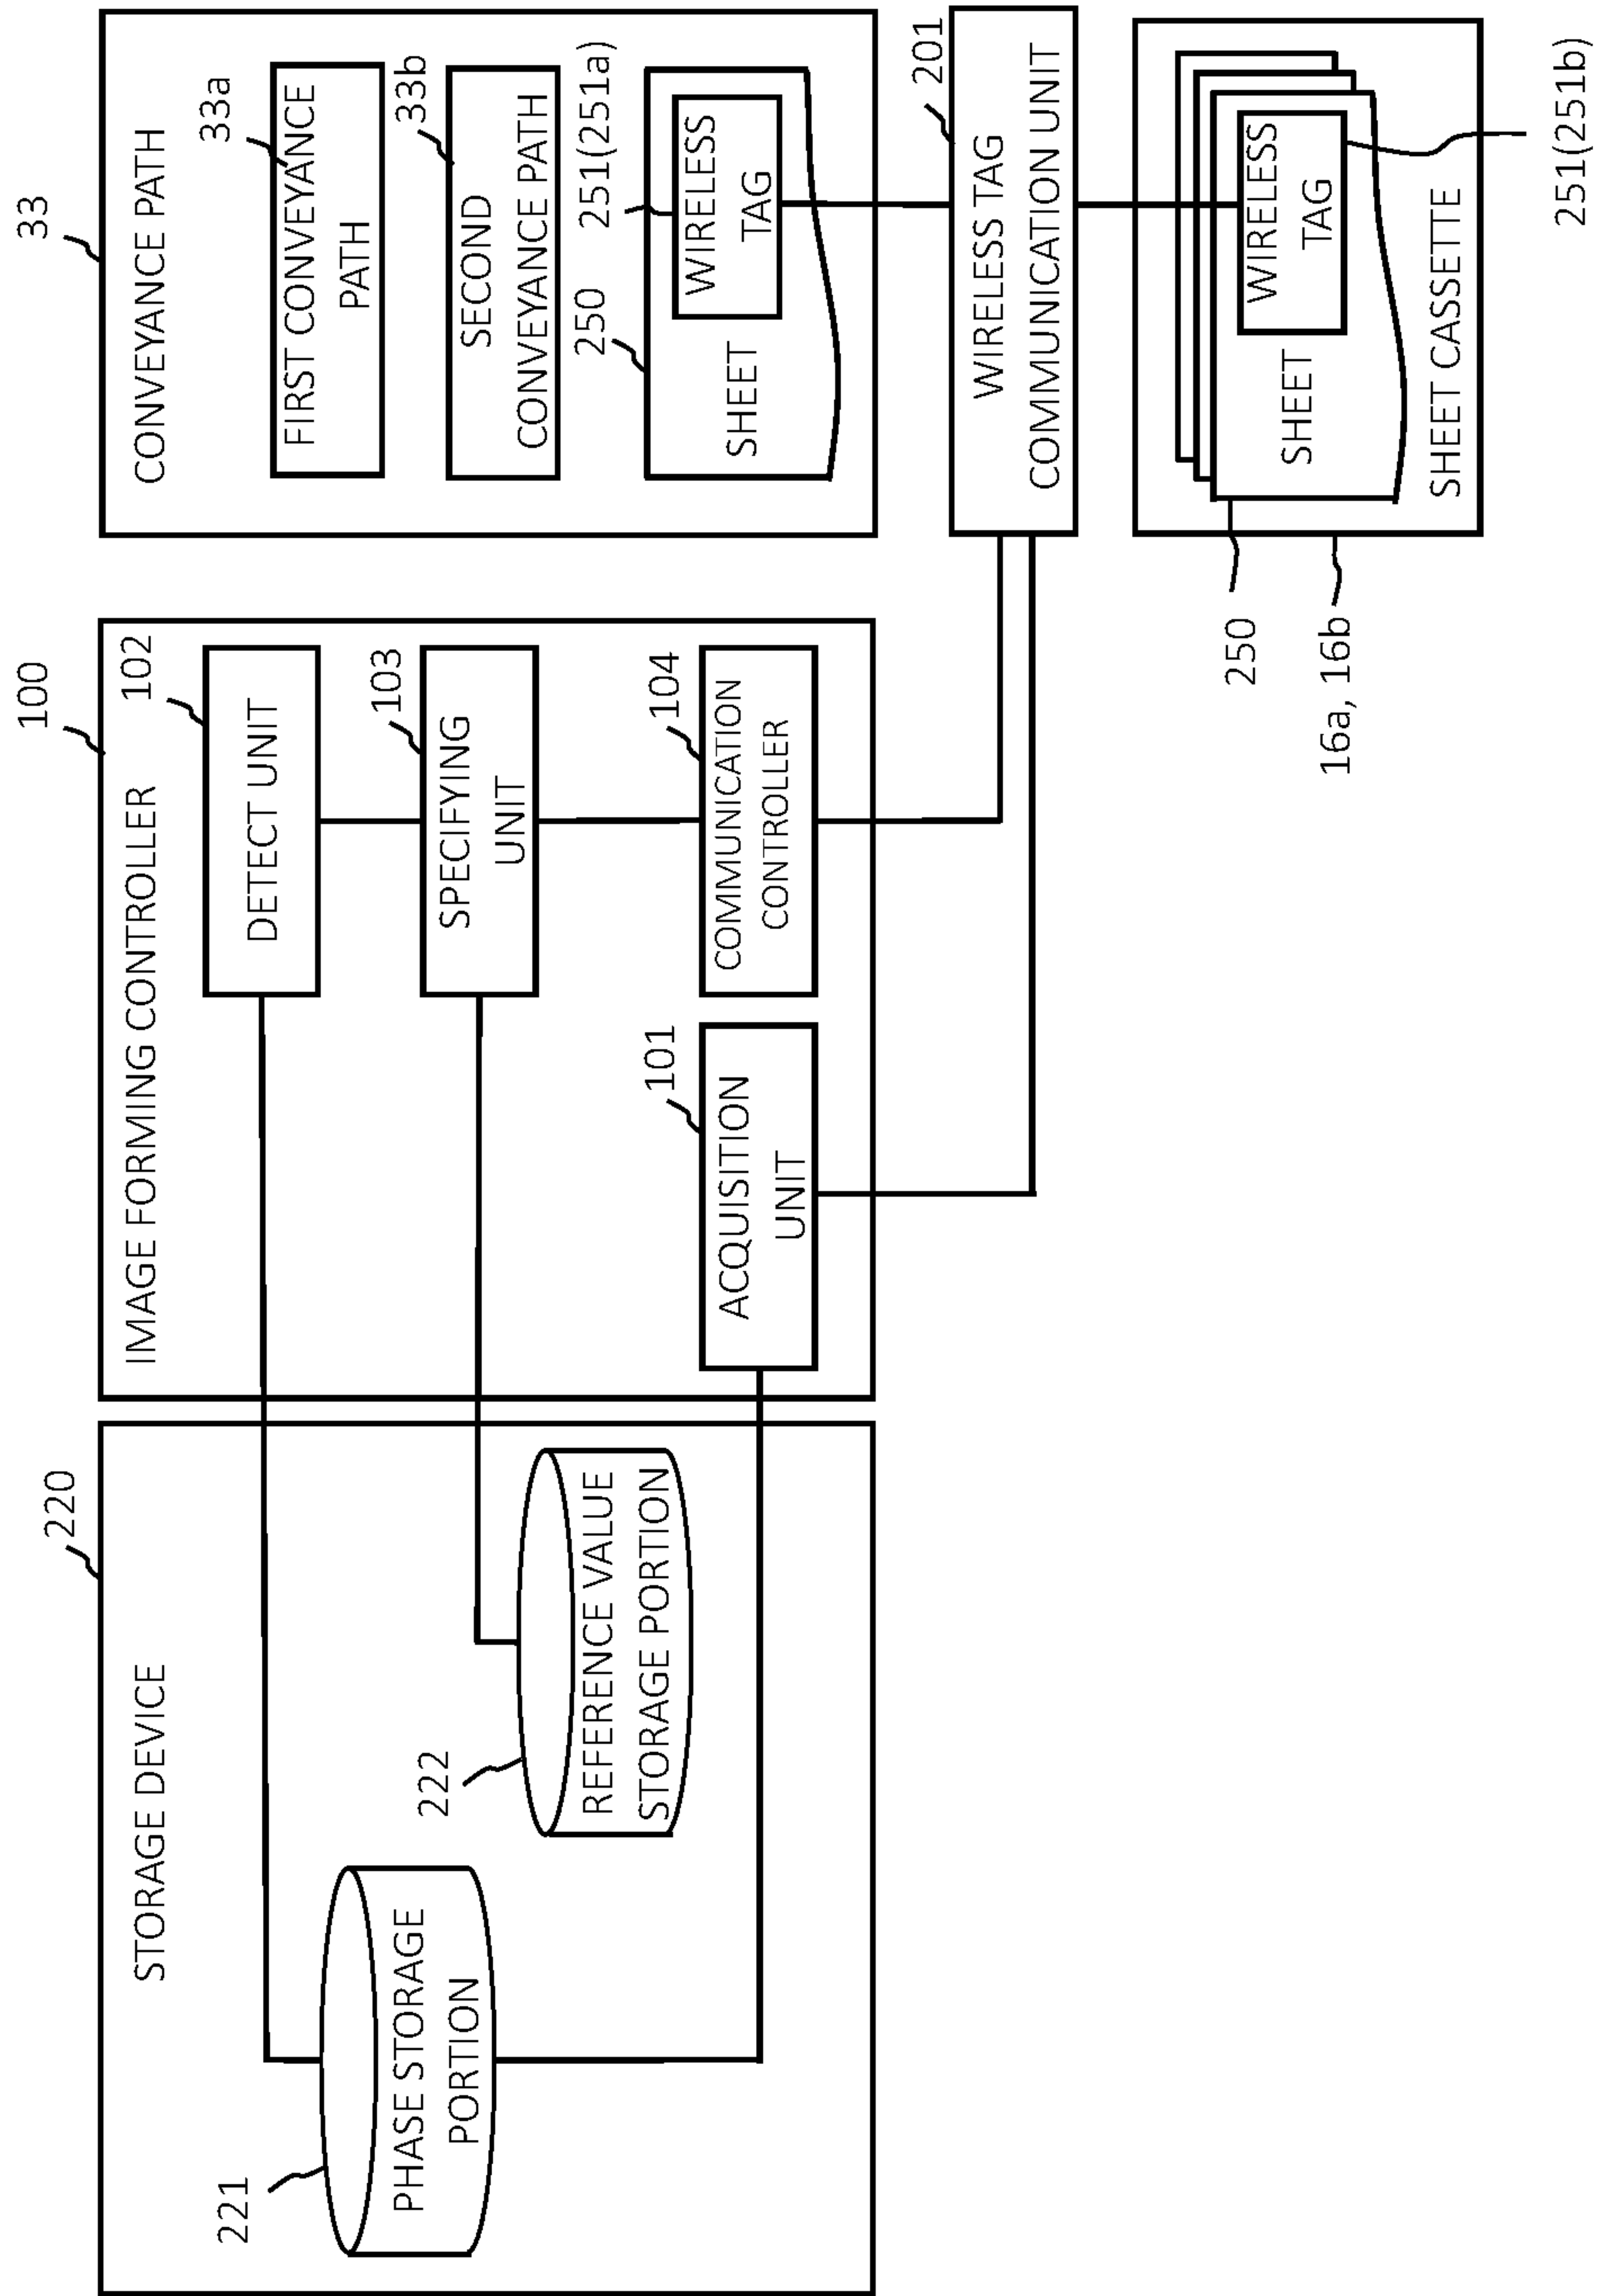 220
STORAGE DEVICE
221
PHASE STORAGE
PORTION
222
REFERENCE VALUE
STORAGE PORTION
100
IMAGE FORMING CONTROLLER
102
DETECT UNIT
103
SPECIFYING
UNIT
101
ACQUISITION
UNIT
104
COMMUNICATION
CONTROLLER
33
CONVEYANCE PATH
33a
FIRST CONVEYANCE
PATH
33b
SECOND
CONVEYANCE PATH
250
251(251a)
SHEET
WIRELESS
TAG
201
WIRELESS TAG
COMMUNICATION UNIT
250
16a, 16b
SHEET
WIRELESS
TAG
SHEET CASSETTE
251(251b)